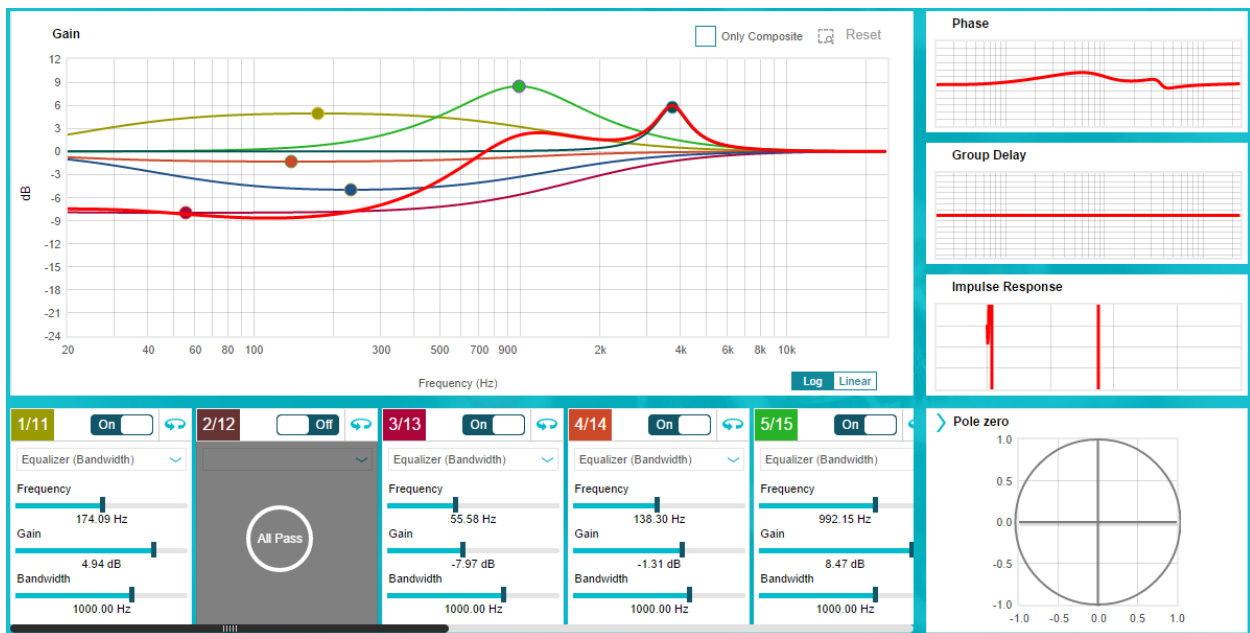 Gain
Only Composite
Reset
12
9
6
3
0
-3
-6
-9
-12
-15
-18
-21
-24
dB
20 40 60 80 100 300 500 700 900 2k 4k 6k 8k 10k
Frequency (Hz)
Log Linear
Phase
Group Delay
Impulse Response
1/11 On
Equalizer (Bandwidth)
Frequency
174.09 Hz
Gain
4.94 dB
Bandwidth
1000.00 Hz
2/12 Off
All Pass
3/13 On
Equalizer (Bandwidth)
Frequency
55.58 Hz
Gain
-7.97 dB
Bandwidth
1000.00 Hz
4/14 On
Equalizer (Bandwidth)
Frequency
138.30 Hz
Gain
-1.31 dB
Bandwidth
1000.00 Hz
5/15 On
Equalizer (Bandwidth)
Frequency
992.15 Hz
Gain
8.47 dB
Bandwidth
1000.00 Hz
Pole zero
1.0
0.5
0.0
-0.5
-1.0
-1.0 -0.5 0.0 0.5 1.0